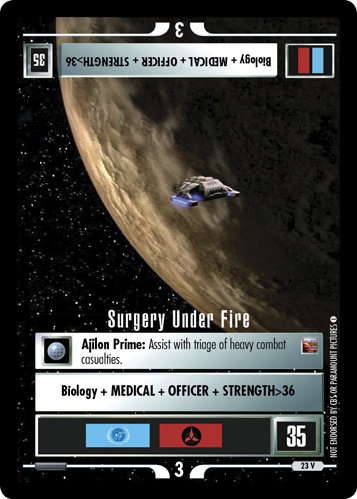 3
35
Biology + MEDICAL + OFFICER + STRENGTH>36
Surgery Under Fire
Ajilon Prime: Assist with triage of heavy combat
casualties.
Biology + MEDICAL + OFFICER + STRENGTH>36
35
3
23 V
NOT ENDORSED BY CBS OR PARAMOUNT PICTURES